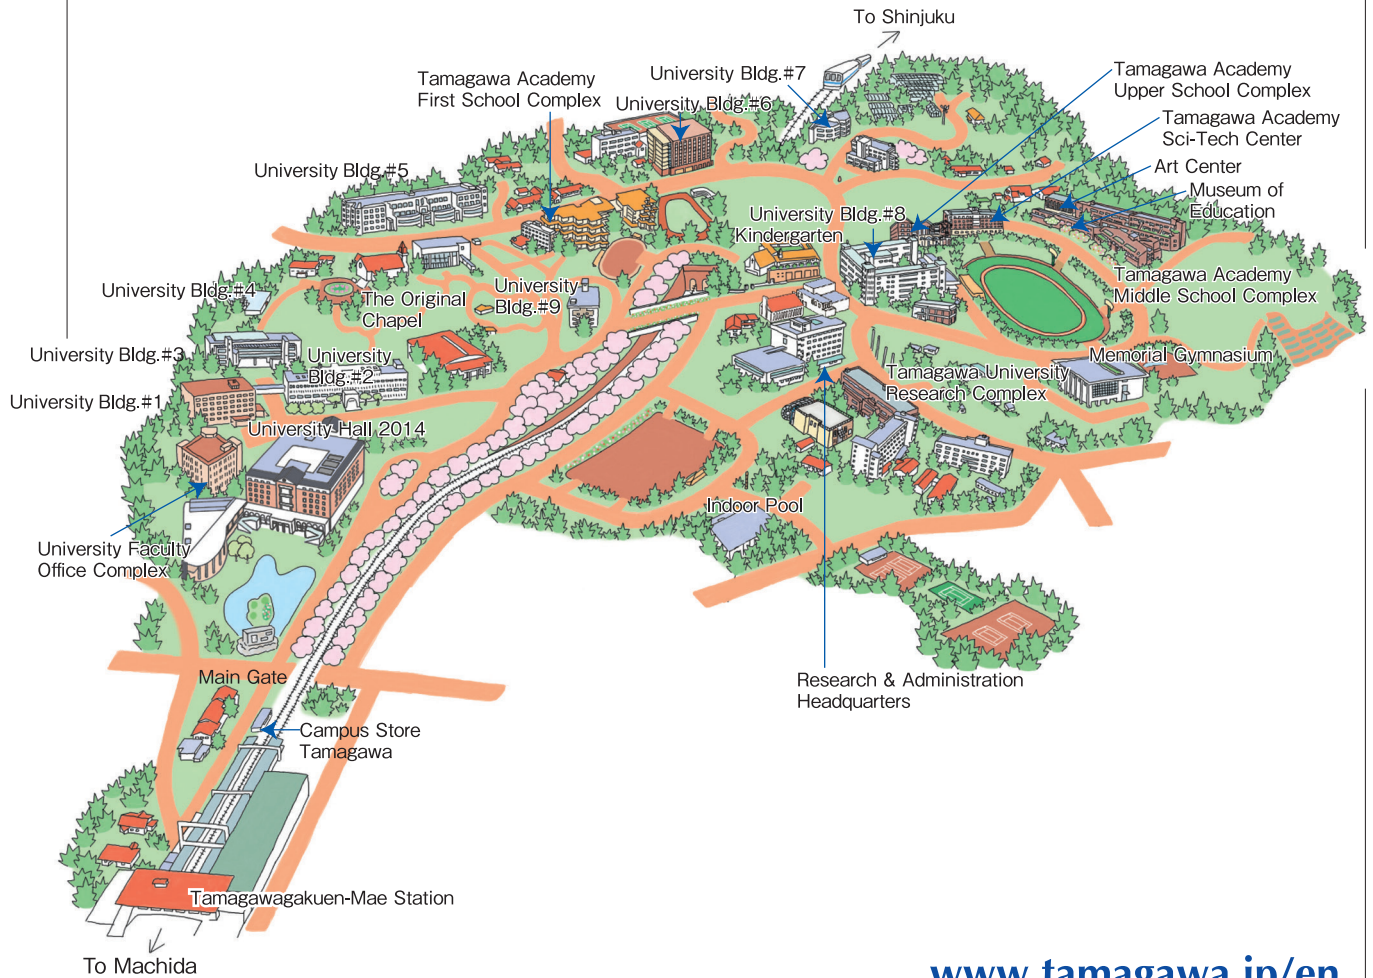 To Shinjuku
Tamagawa Academy
First School Complex
University Bldg.#7
University Bldg.#6
Tamagawa Academy
Upper School Complex
Tamagawa Academy
Sci-Tech Center
Art Center
Museum of
Education
University Bldg.#5
University Bldg.#8
Kindergarten
Tamagawa Academy
Middle School Complex
University Bldg.#4
The Original
Chapel
University
Bldg.#9
University Bldg.#3
University
Bldg.#2
Memorial Gymnasium
Tamagawa University
Research Complex
University Bldg.#1
University Hall 2014
Indoor Pool
University Faculty
Office Complex
Main Gate
Research & Administration
Headquarters
Campus Store
Tamagawa
Tamagawagakuen-Mae Station
To Machida
www.tamagawa.jp/en